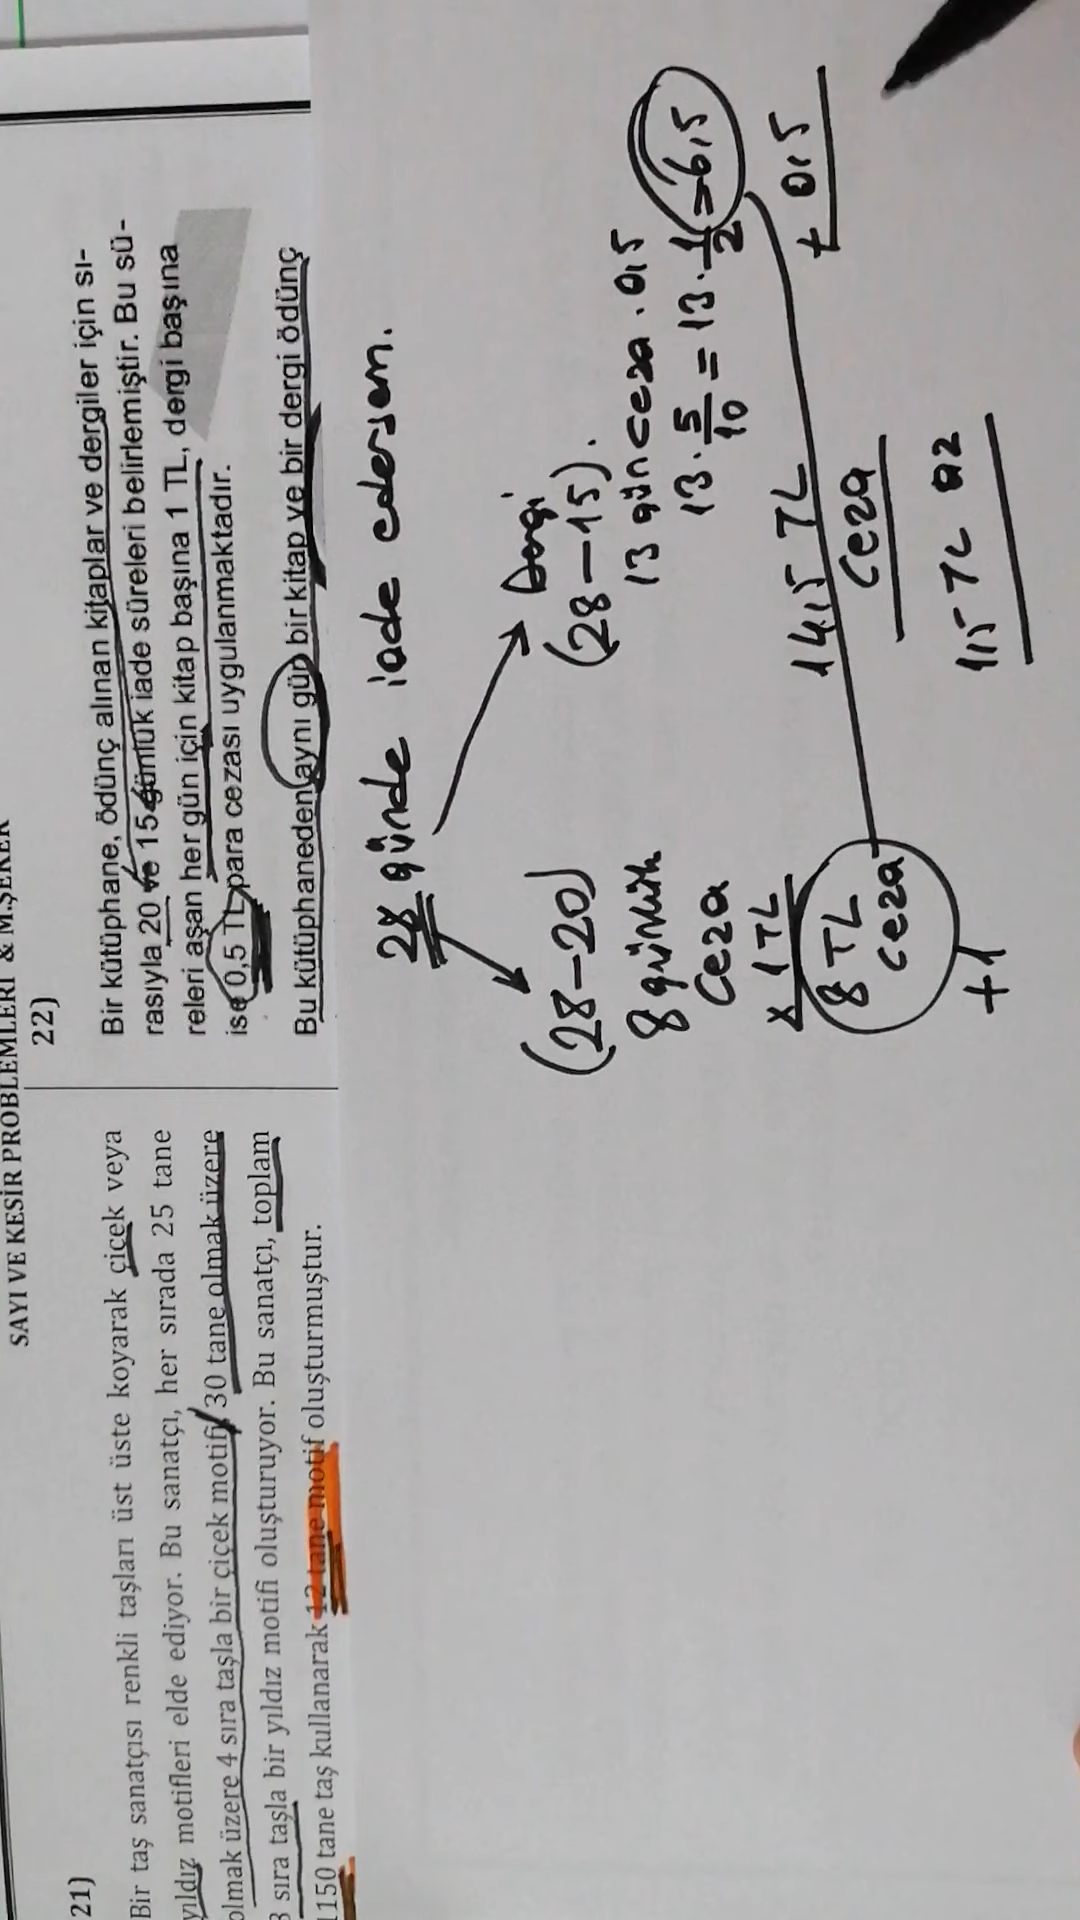 SAYI VE KESİR PROBLEMLERİ & M.ŞEKER
21)
Bir taş sanatçısı renkli taşları üst üste koyarak çiçek veya
yıldız motifleri elde ediyor. Bu sanatçı, her sırada 25 tane
olmak üzere 4 sıra taşla bir çiçek motifi, 30 tane olmak üzere
3 sıra taşla bir yıldız motifi oluşturuyor. Bu sanatçı, toplam
1150 tane taş kullanarak 12 tane motif oluşturmuştur.
22)
Bir kütüphane, ödünç alınan kitaplar ve dergiler için sı-
rasıyla 20 ve 15 günlük iade süreleri belirlemiştir. Bu sü-
releri aşan her gün için kitap başına 1 TL, dergi başına
ise 0,5 TL para cezası uygulanmaktadır.
Bu kütüphaneden aynı gün bir kitap ve bir dergi ödünç
28 günde iade edersem.
(28-20)
8 günlük
Ceza
x 1TL
8 TL
ceza
+1
Dergi
(28-15).
13 gün ceza . 0,5
13 . 5/10 = 13 . 1/2 = 6,5
+ 0,5
14,5 TL
Ceza
1,5 TL az